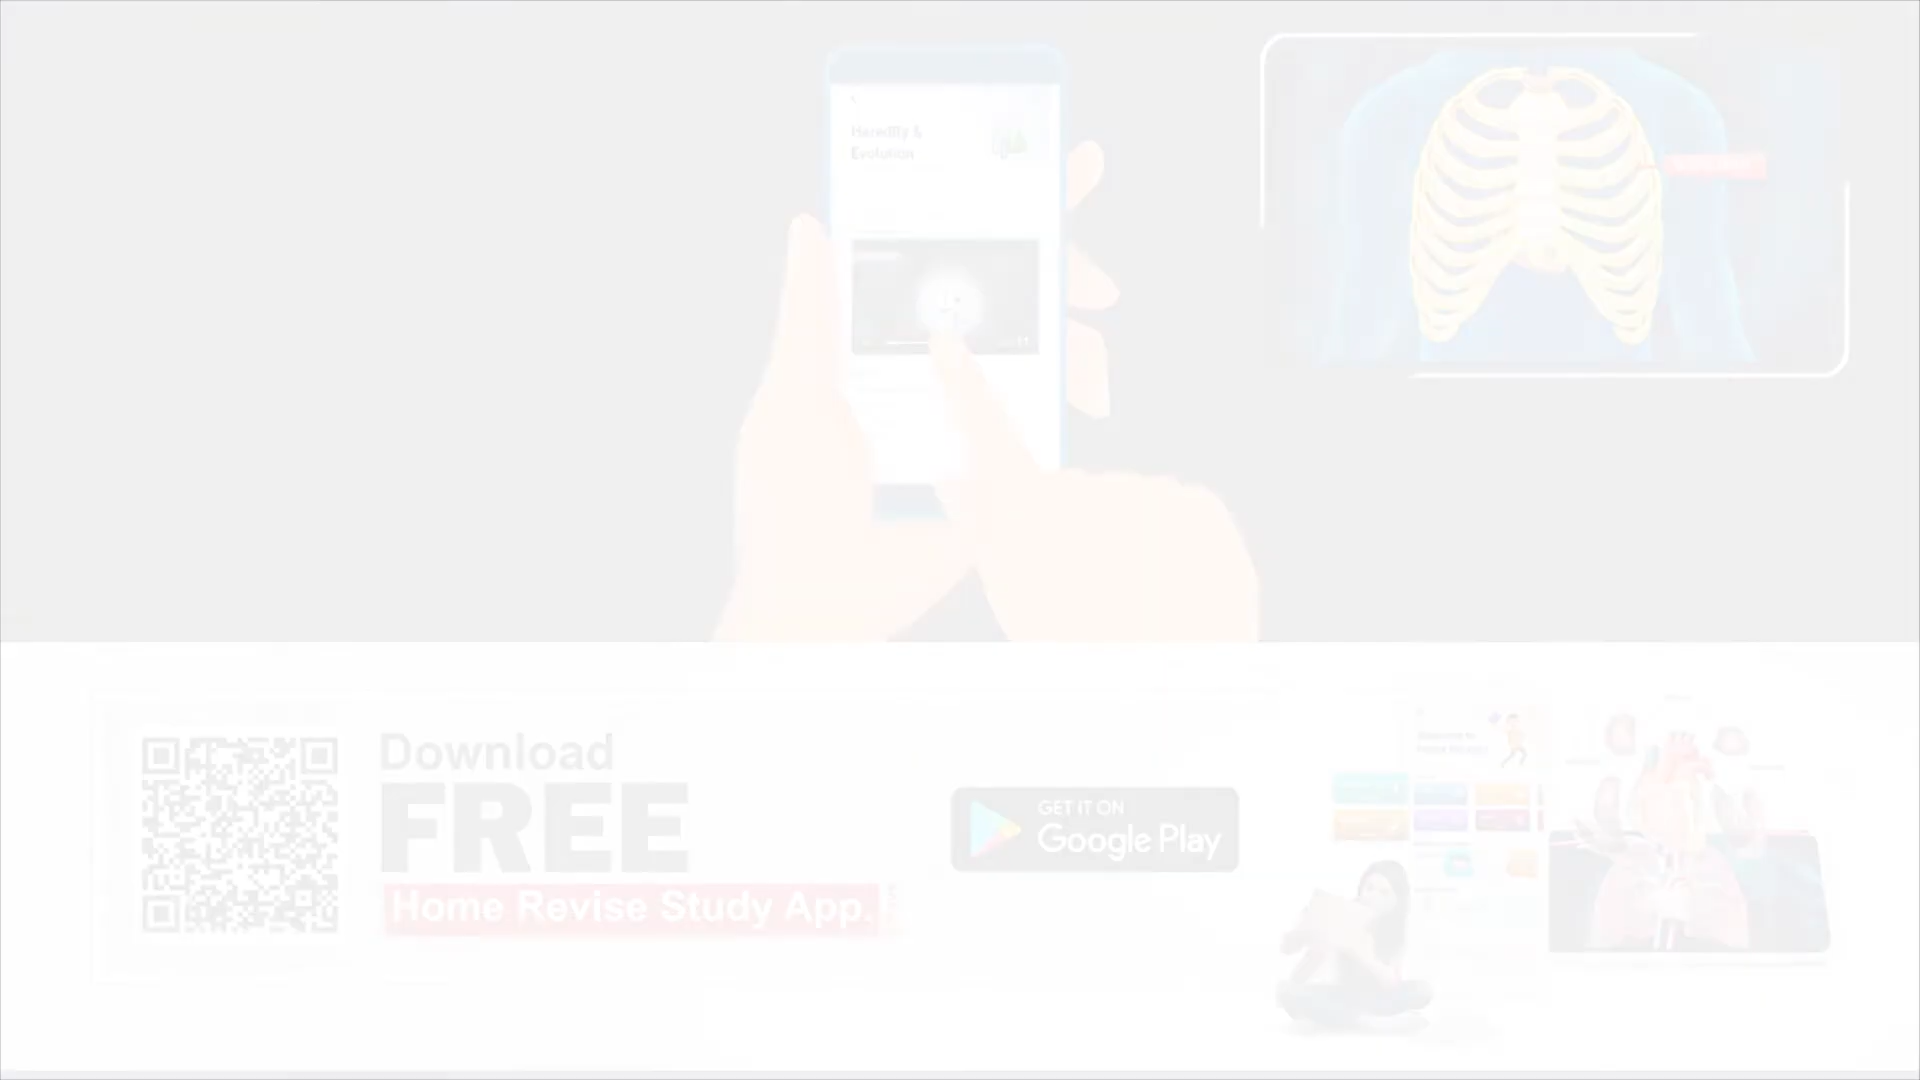 Heredity &
Evolution
Download
FREE
Home Revise Study App.
GET IT ON
Google Play